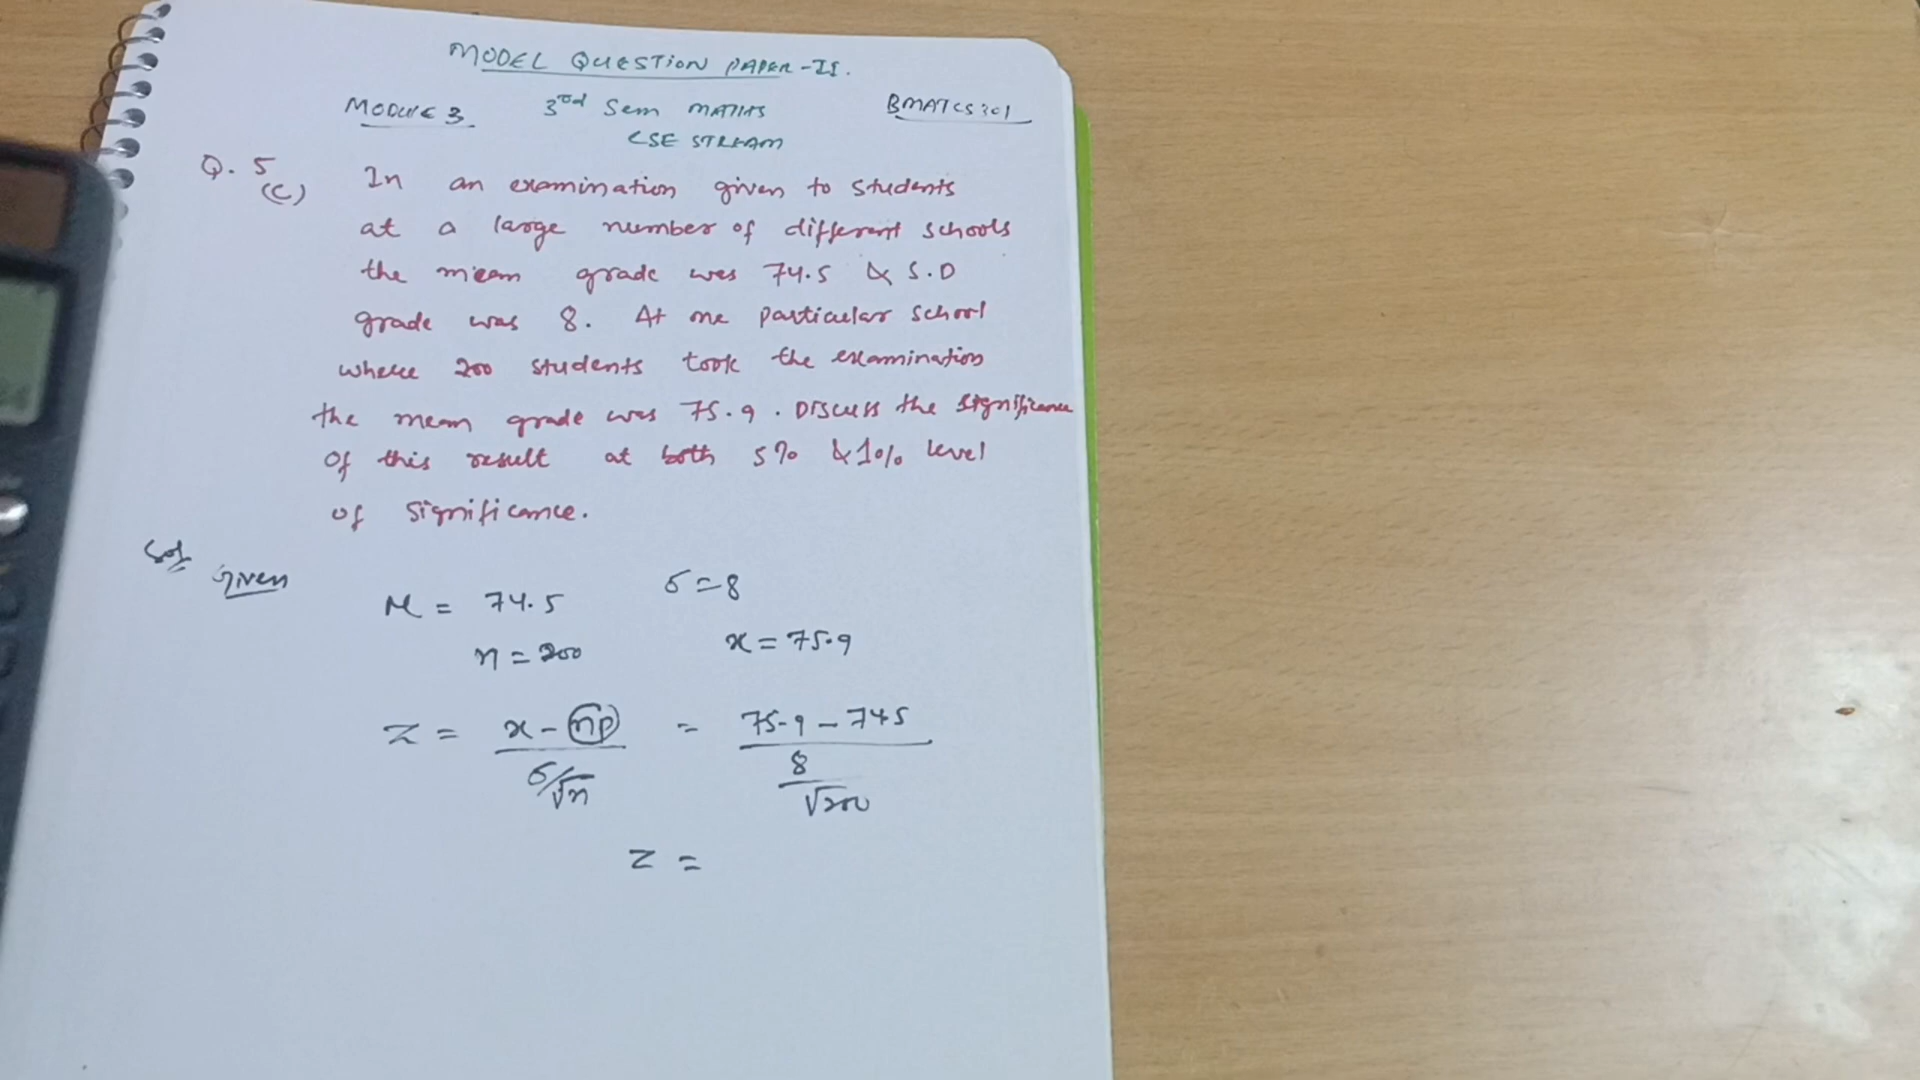 MODEL QUESTION PAPER - II.
MODULE 3 3rd Sem MATHS BMATCS301
CSE STREAM
Q. 5 (C) In an examination given to students
at a large number of different schools
the mean grade was 74.5 & S.D
grade was 8. At one particular school
where 200 students took the examination
the mean grade was 75.9. Discuss the significance
of this result at both 5% & 1% level
of significance.
Sol
given
M = 74.5 σ = 8
n = 200 x = 75.9
Z = x - np / σ/√n = 75.9 - 74.5 / 8/√200
Z =